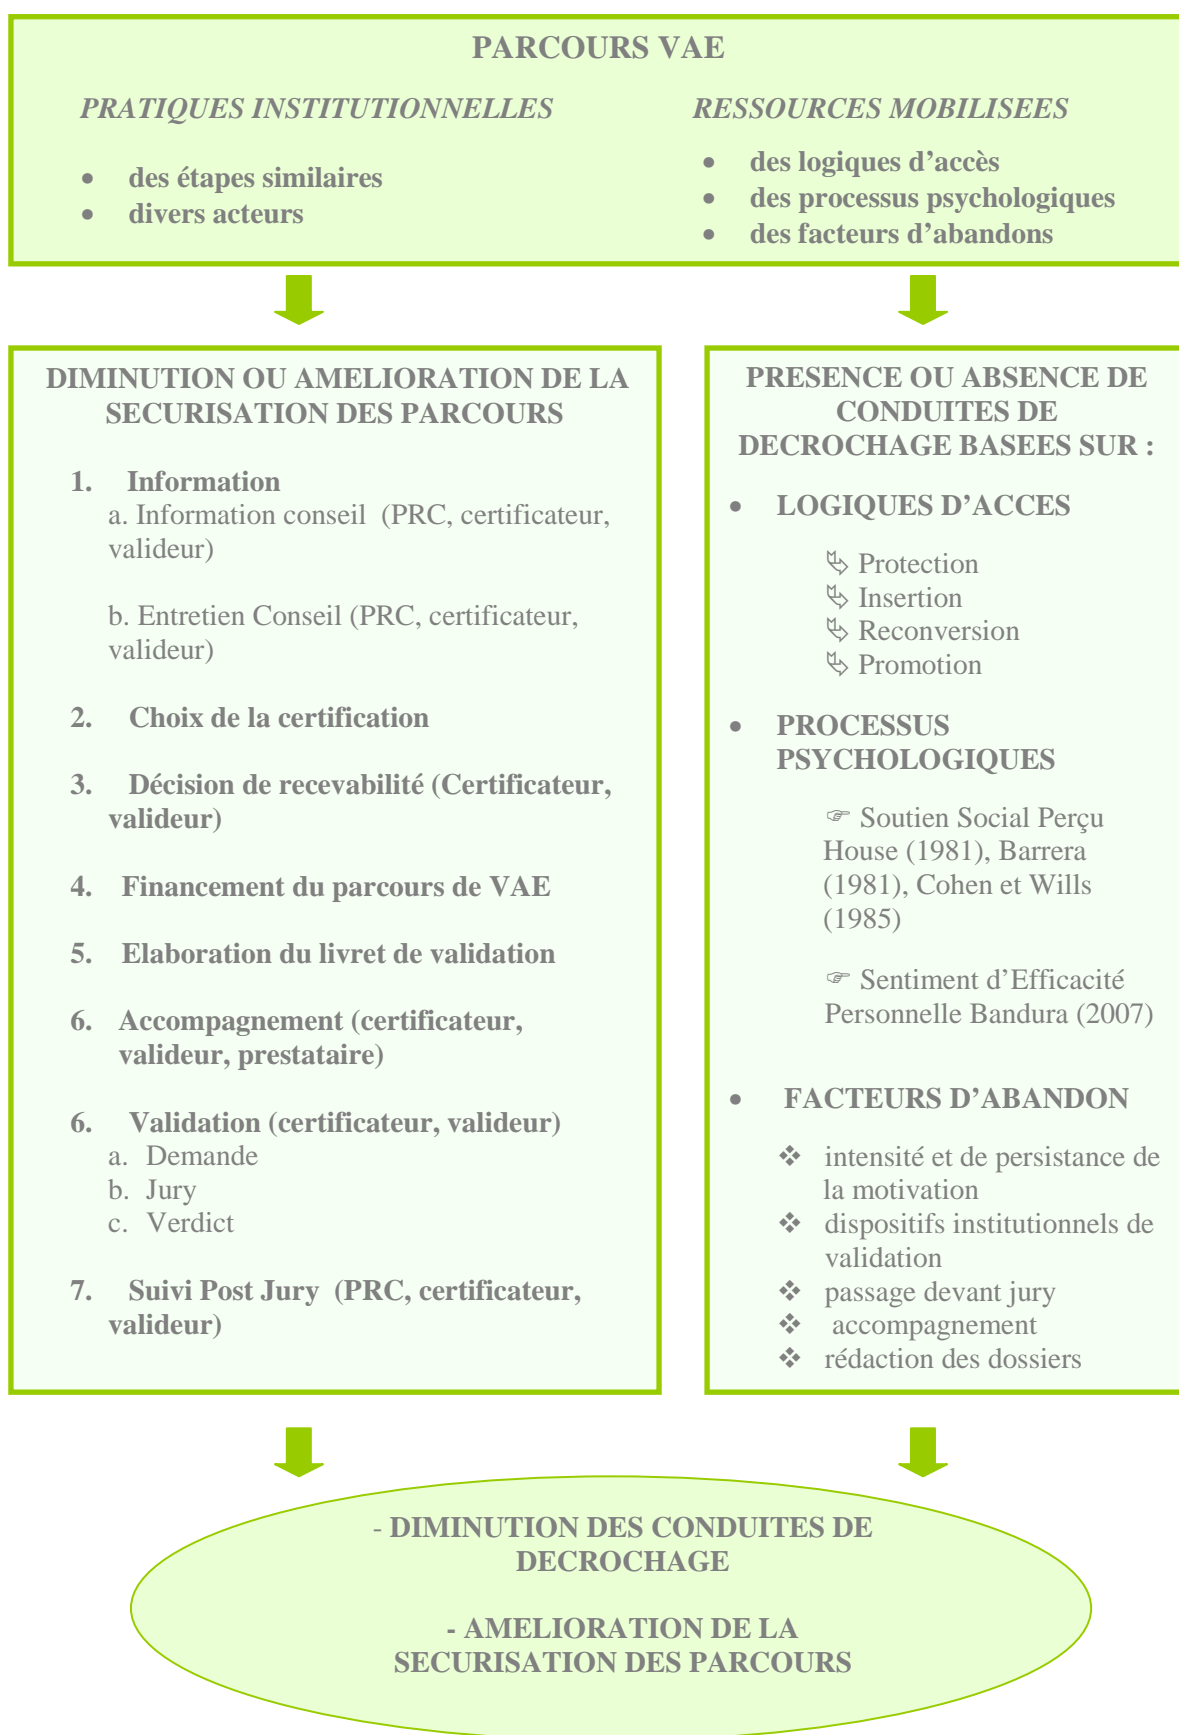 PARCOURS VAE
PRATIQUES INSTITUTIONNELLES
• des étapes similaires
• divers acteurs
RESSOURCES MOBILISEES
• des logiques d’accès
• des processus psychologiques
• des facteurs d’abandons
DIMINUTION OU AMELIORATION DE LA
SECURISATION DES PARCOURS
1. Information
a. Information conseil (PRC, certificateur,
valideur)
b. Entretien Conseil (PRC, certificateur,
valideur)
2. Choix de la certification
3. Décision de recevabilité (Certificateur,
valideur)
4. Financement du parcours de VAE
5. Elaboration du livret de validation
6. Accompagnement (certificateur,
valideur, prestataire)
6. Validation (certificateur, valideur)
a. Demande
b. Jury
c. Verdict
7. Suivi Post Jury (PRC, certificateur,
valideur)
PRESENCE OU ABSENCE DE
CONDUITES DE
DECROCHAGE BASEES SUR :
• LOGIQUES D’ACCES
Protection
Insertion
Reconversion
Promotion
• PROCESSUS
PSYCHOLOGIQUES
☞ Soutien Social Perçu
House (1981), Barrera
(1981), Cohen et Wills
(1985)
☞ Sentiment d’Efficacité
Personnelle Bandura (2007)
• FACTEURS D’ABANDON
❖ intensité et de persistance de
la motivation
❖ dispositifs institutionnels de
validation
❖ passage devant jury
❖ accompagnement
❖ rédaction des dossiers
- DIMINUTION DES CONDUITES DE
DECROCHAGE
- AMELIORATION DE LA
SECURISATION DES PARCOURS